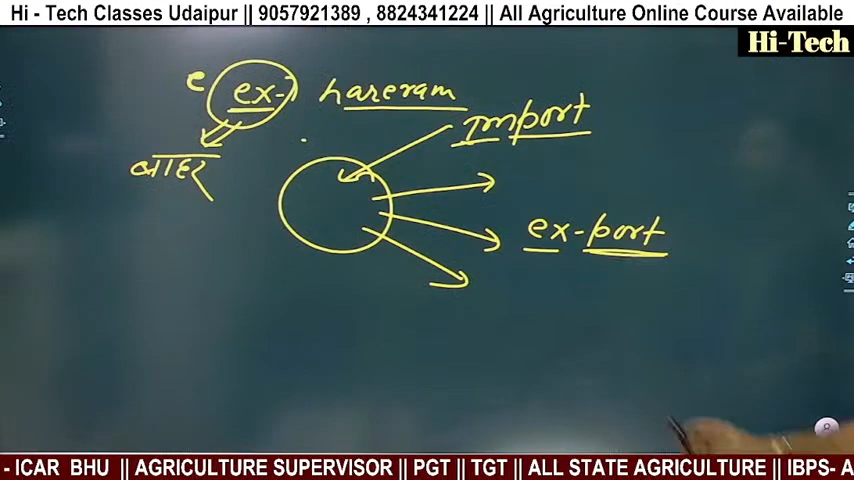 Hi - Tech Classes Udaipur || 9057921389 , 8824341224 || All Agriculture Online Course Available
Hi-Tech
e ex- hareram
Import
बाहर
ex-port
- ICAR BHU || AGRICULTURE SUPERVISOR || PGT || TGT || ALL STATE AGRICULTURE || IBPS- A